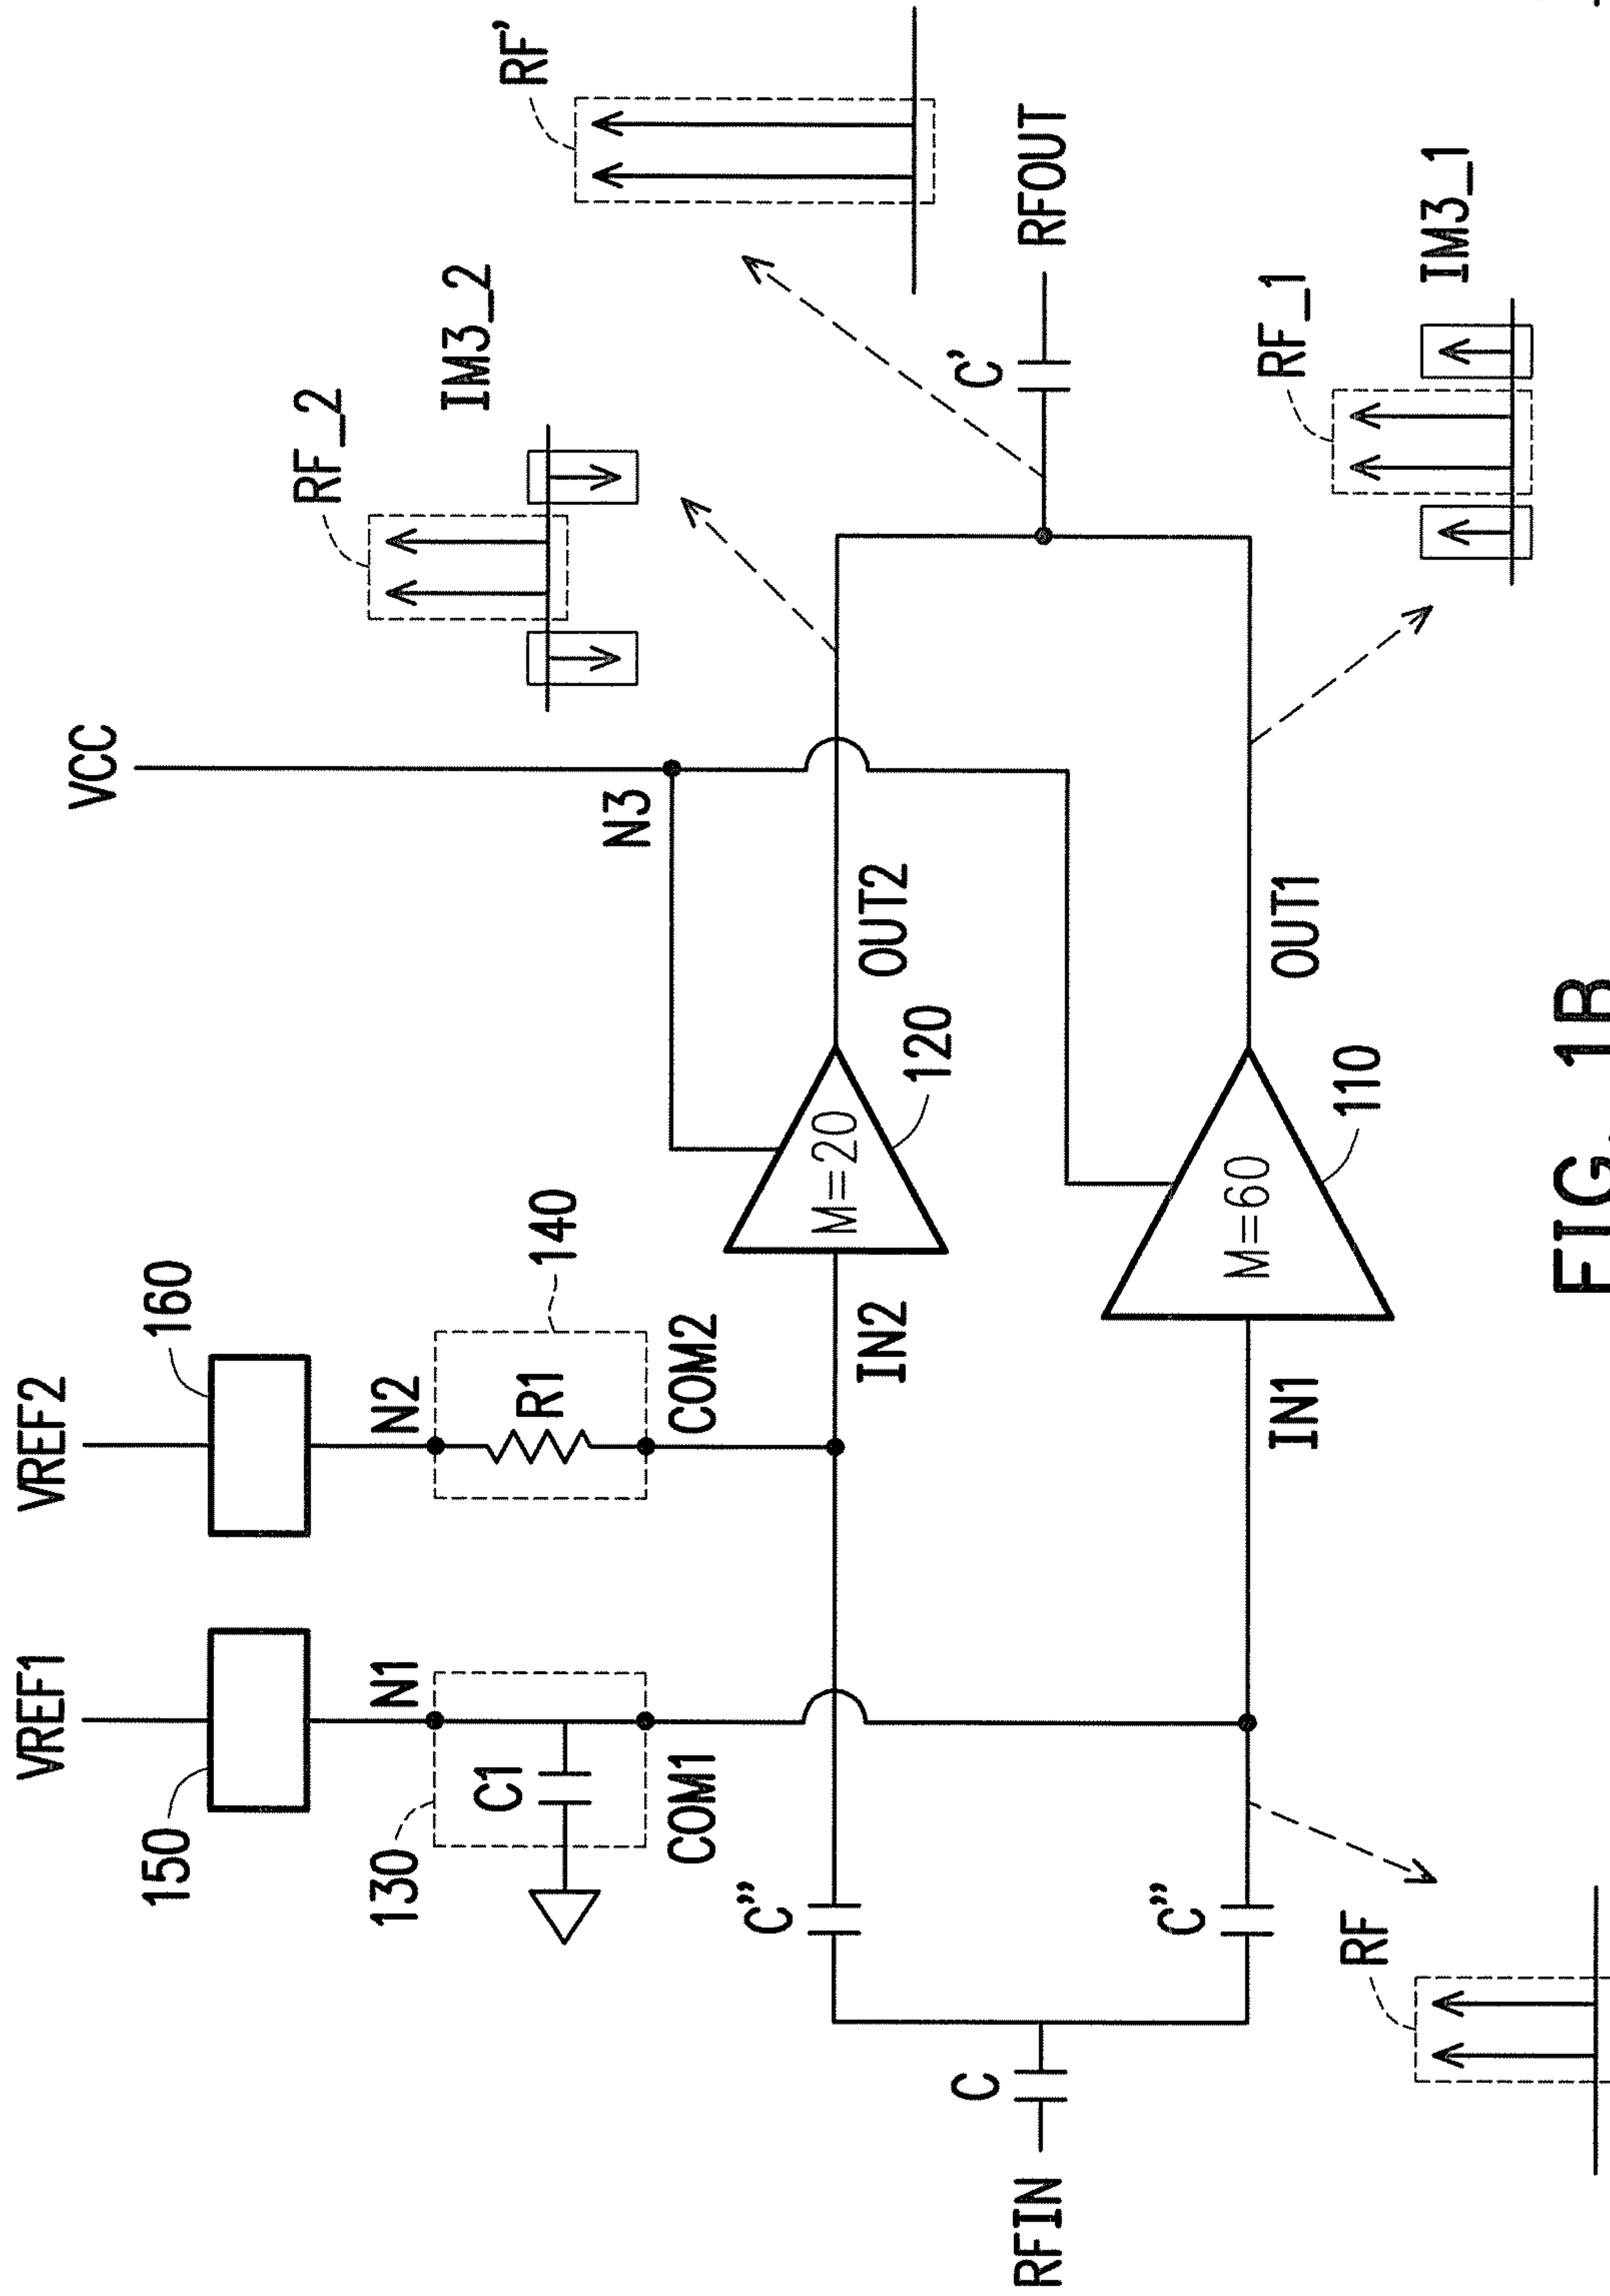 VREF1
VREF2
VCC
150
160
N1
N2
N3
130
C1
R1
140
COM1
COM2
RF_2
IM3_2
RF'
C"
IN2
M=20
120
OUT2
RFIN
C
C'
RFOUT
C"
IN1
M=60
110
OUT1
RF
RF_1
IM3_1
FIG. 1B